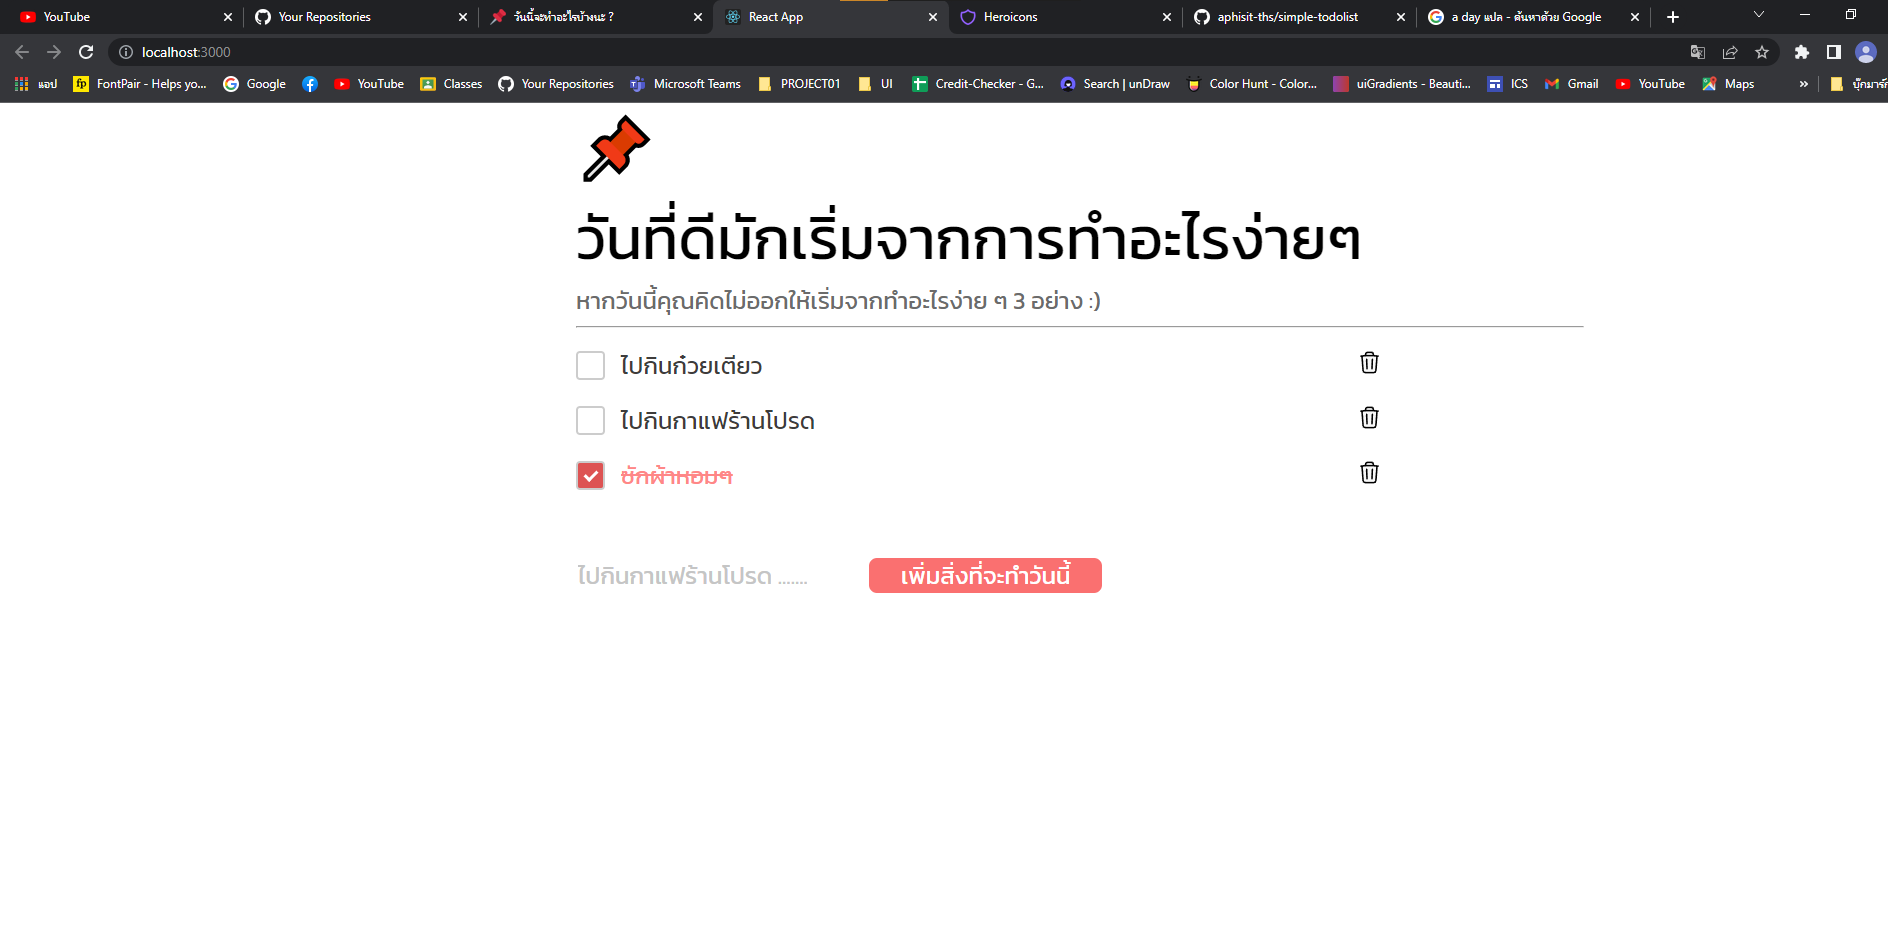 YouTube
Your Repositories
วันนี้จะทำอะไรบ้างนะ ?
React App
Heroicons
aphisit-ths/simple-todolist
a day แปล - ค้นหาด้วย Google
localhost:3000
แอป
fp
FontPair - Helps yo...
Google
YouTube
Classes
Your Repositories
Microsoft Teams
PROJECT01
UI
Credit-Checker - G...
Search | unDraw
Color Hunt - Color...
uiGradients - Beauti...
ICS
Gmail
YouTube
Maps
»
วันที่ดีมักเริ่มจากการทำอะไรง่ายๆ
หากวันนี้คุณคิดไม่ออกให้เริ่มจากทำอะไรง่าย ๆ 3 อย่าง :)
ไปกินก๋วยเตียว
ไปกินกาแฟร้านโปรด
ซักผ้าหอมๆ
ไปกินกาแฟร้านโปรด .......
เพิ่มสิ่งที่จะทำวันนี้